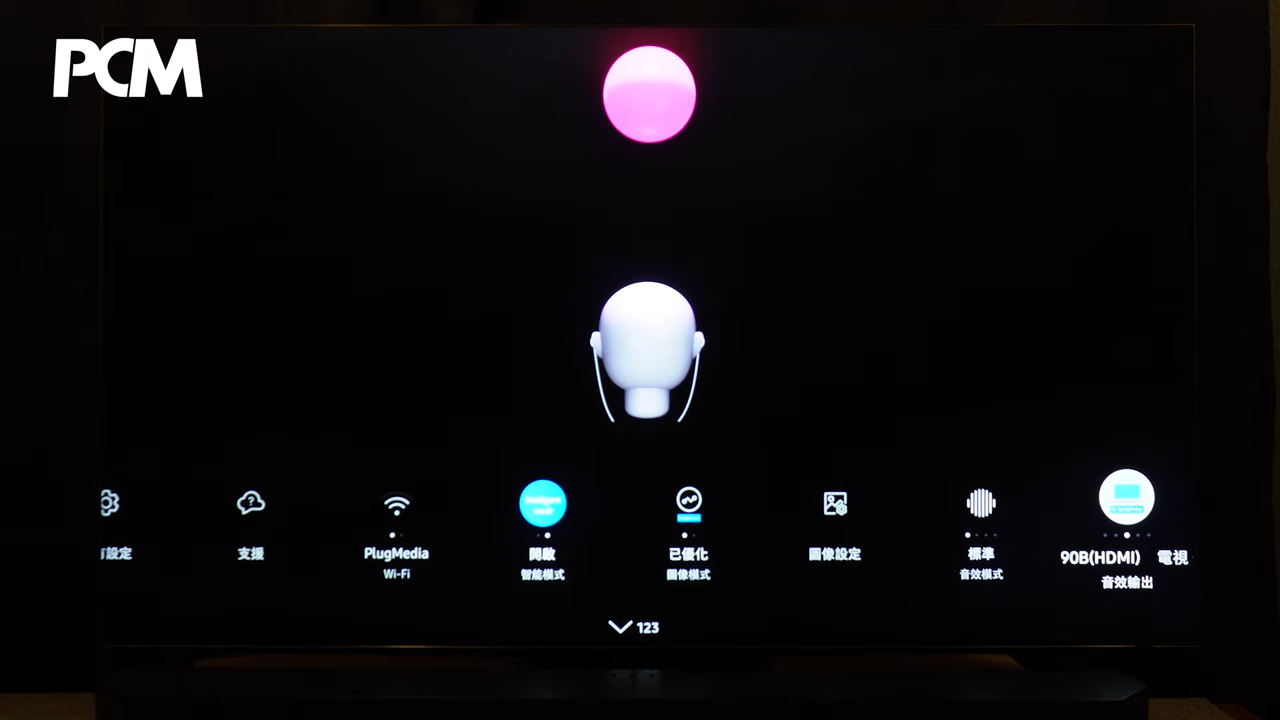 PCM
設定
支援
PlugMedia
Wi-Fi
開啟
智能模式
已優化
圖像模式
圖像設定
標準
音效模式
90B(HDMI) 電視
音效輸出
123